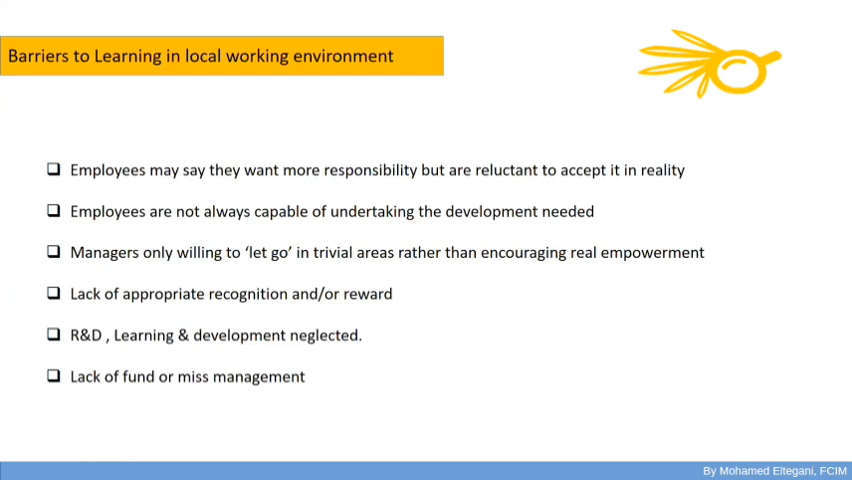 Barriers to Learning in local working environment
Employees may say they want more responsibility but are reluctant to accept it in reality
Employees are not always capable of undertaking the development needed
Managers only willing to ‘let go’ in trivial areas rather than encouraging real empowerment
Lack of appropriate recognition and/or reward
R&D , Learning & development neglected.
Lack of fund or miss management
By Mohamed Eltegani, FCIM